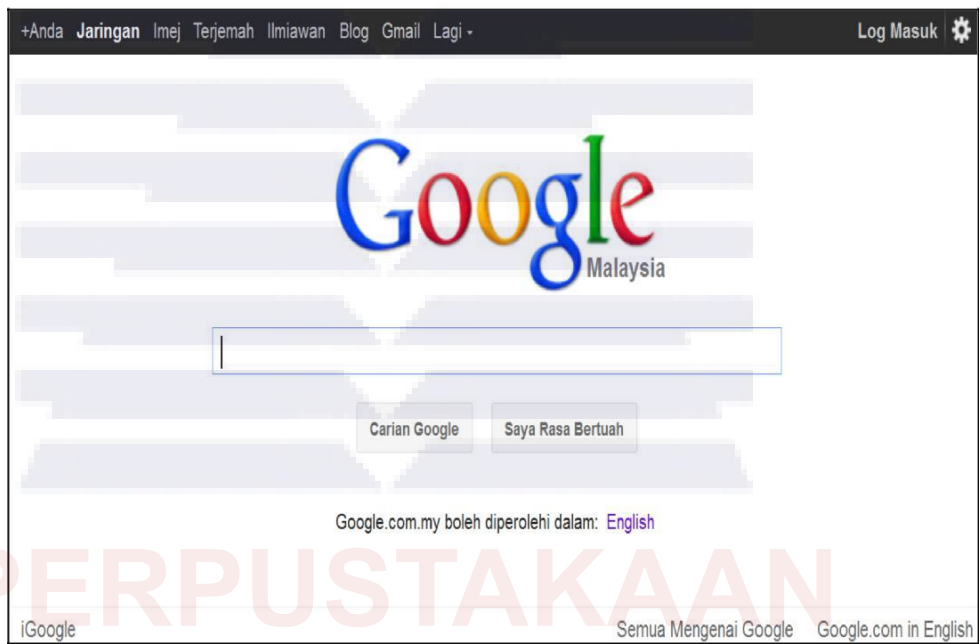 +Anda Jaringan Imej Terjemah Ilmiawan Blog Gmail Lagi Log Masuk
Google
Malaysia
Carian Google Saya Rasa Bertuah
Google.com.my boleh diperolehi dalam: English
PERPUSTAKAAN
iGoogle Semua Mengenai Google Google.com in English